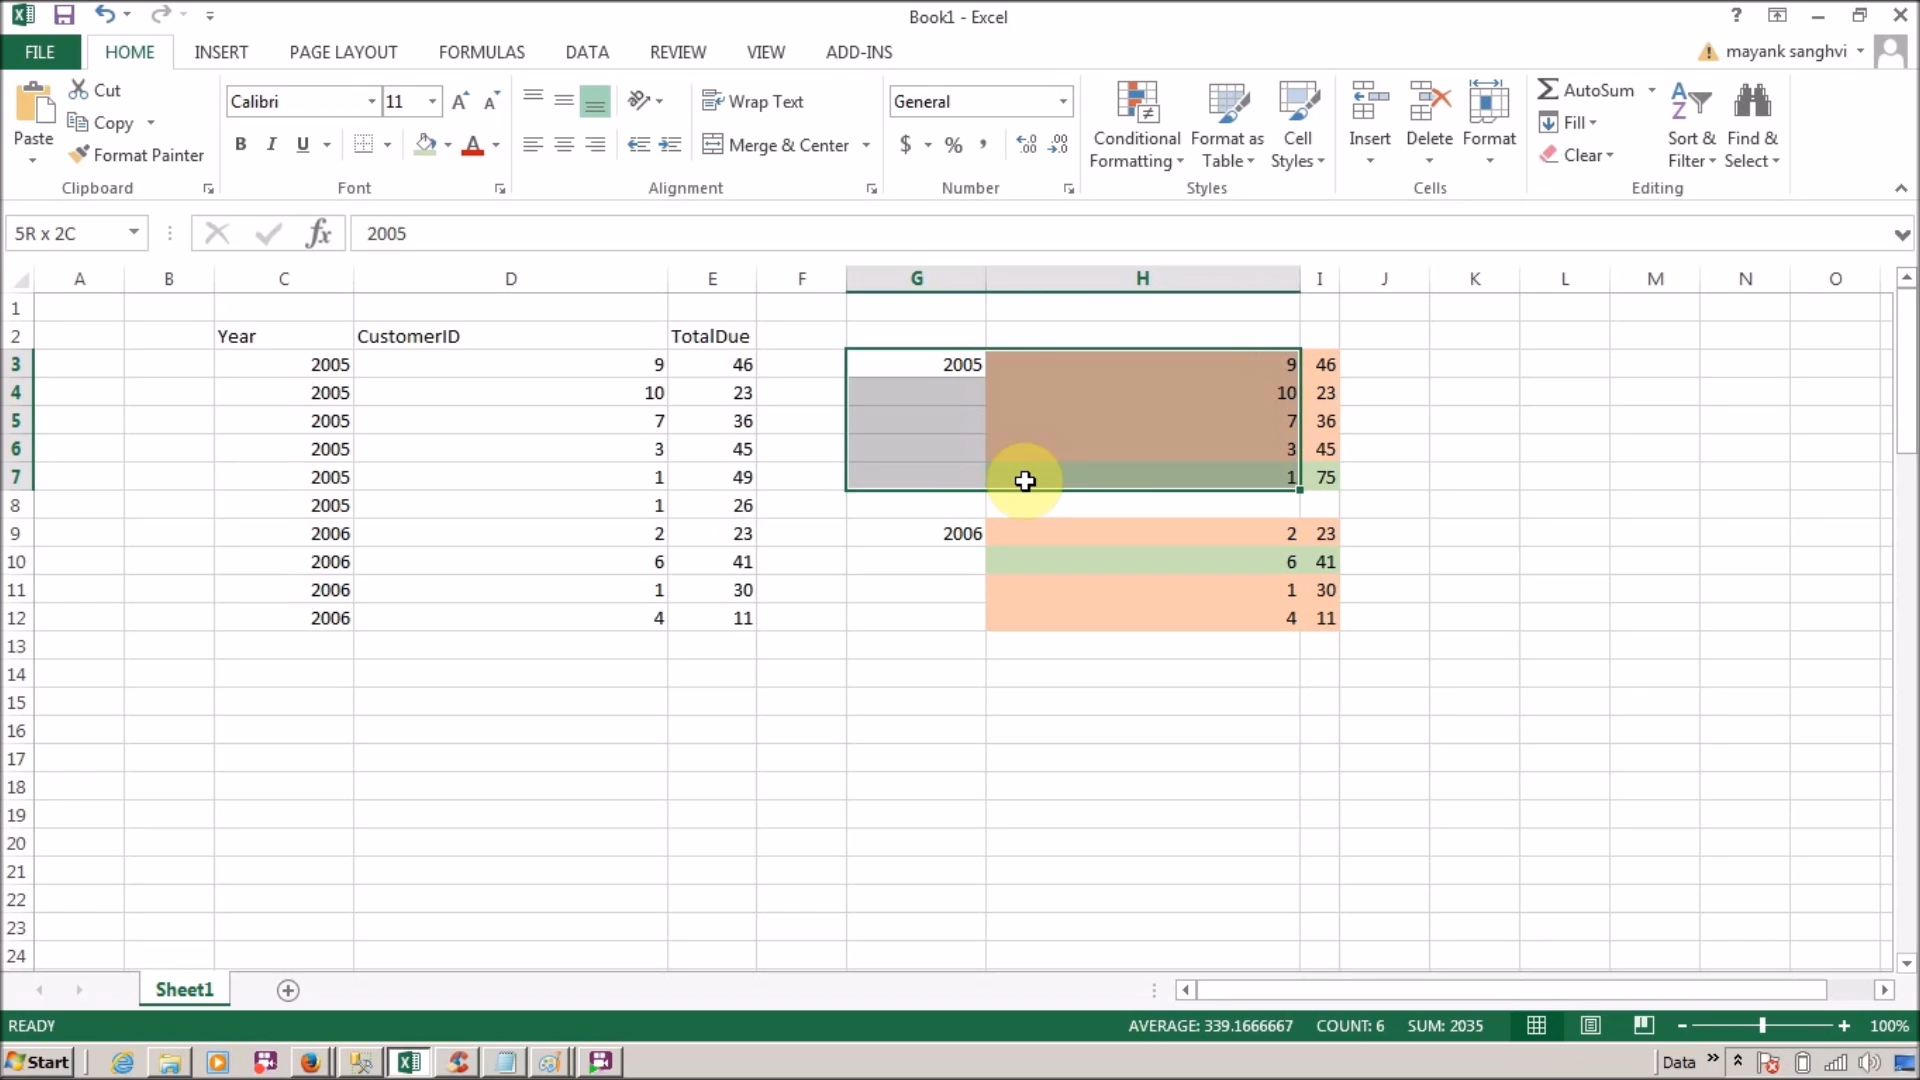 Book1 - Excel
?
FILE HOME INSERT PAGE LAYOUT FORMULAS DATA REVIEW VIEW ADD-INS mayank sanghvi
Paste
Cut
Copy
Format Painter
Clipboard
Calibri 11 A A
B I U A
Font
Wrap Text
Merge & Center
Alignment
General
$ % , .0 .00 .00 .0
Number
Conditional Formatting
Format as Table
Cell Styles
Styles
Insert
Delete
Format
Cells
AutoSum
Fill
Clear
Sort & Filter
Find & Select
Editing
5R x 2C fx 2005
A B C D E F G H I J K L M N O
1
2 Year CustomerID TotalDue
3 2005 9 46 2005 9 46
4 2005 10 23 10 23
5 2005 7 36 7 36
6 2005 3 45 3 45
7 2005 1 49 1 75
8 2005 1 26
9 2006 2 23 2006 2 23
10 2006 6 41 6 41
11 2006 1 30 1 30
12 2006 4 11 4 11
13
14
15
16
17
18
19
20
21
22
23
24
Sheet1
READY AVERAGE: 339.1666667 COUNT: 6 SUM: 2035 100%
Start Data